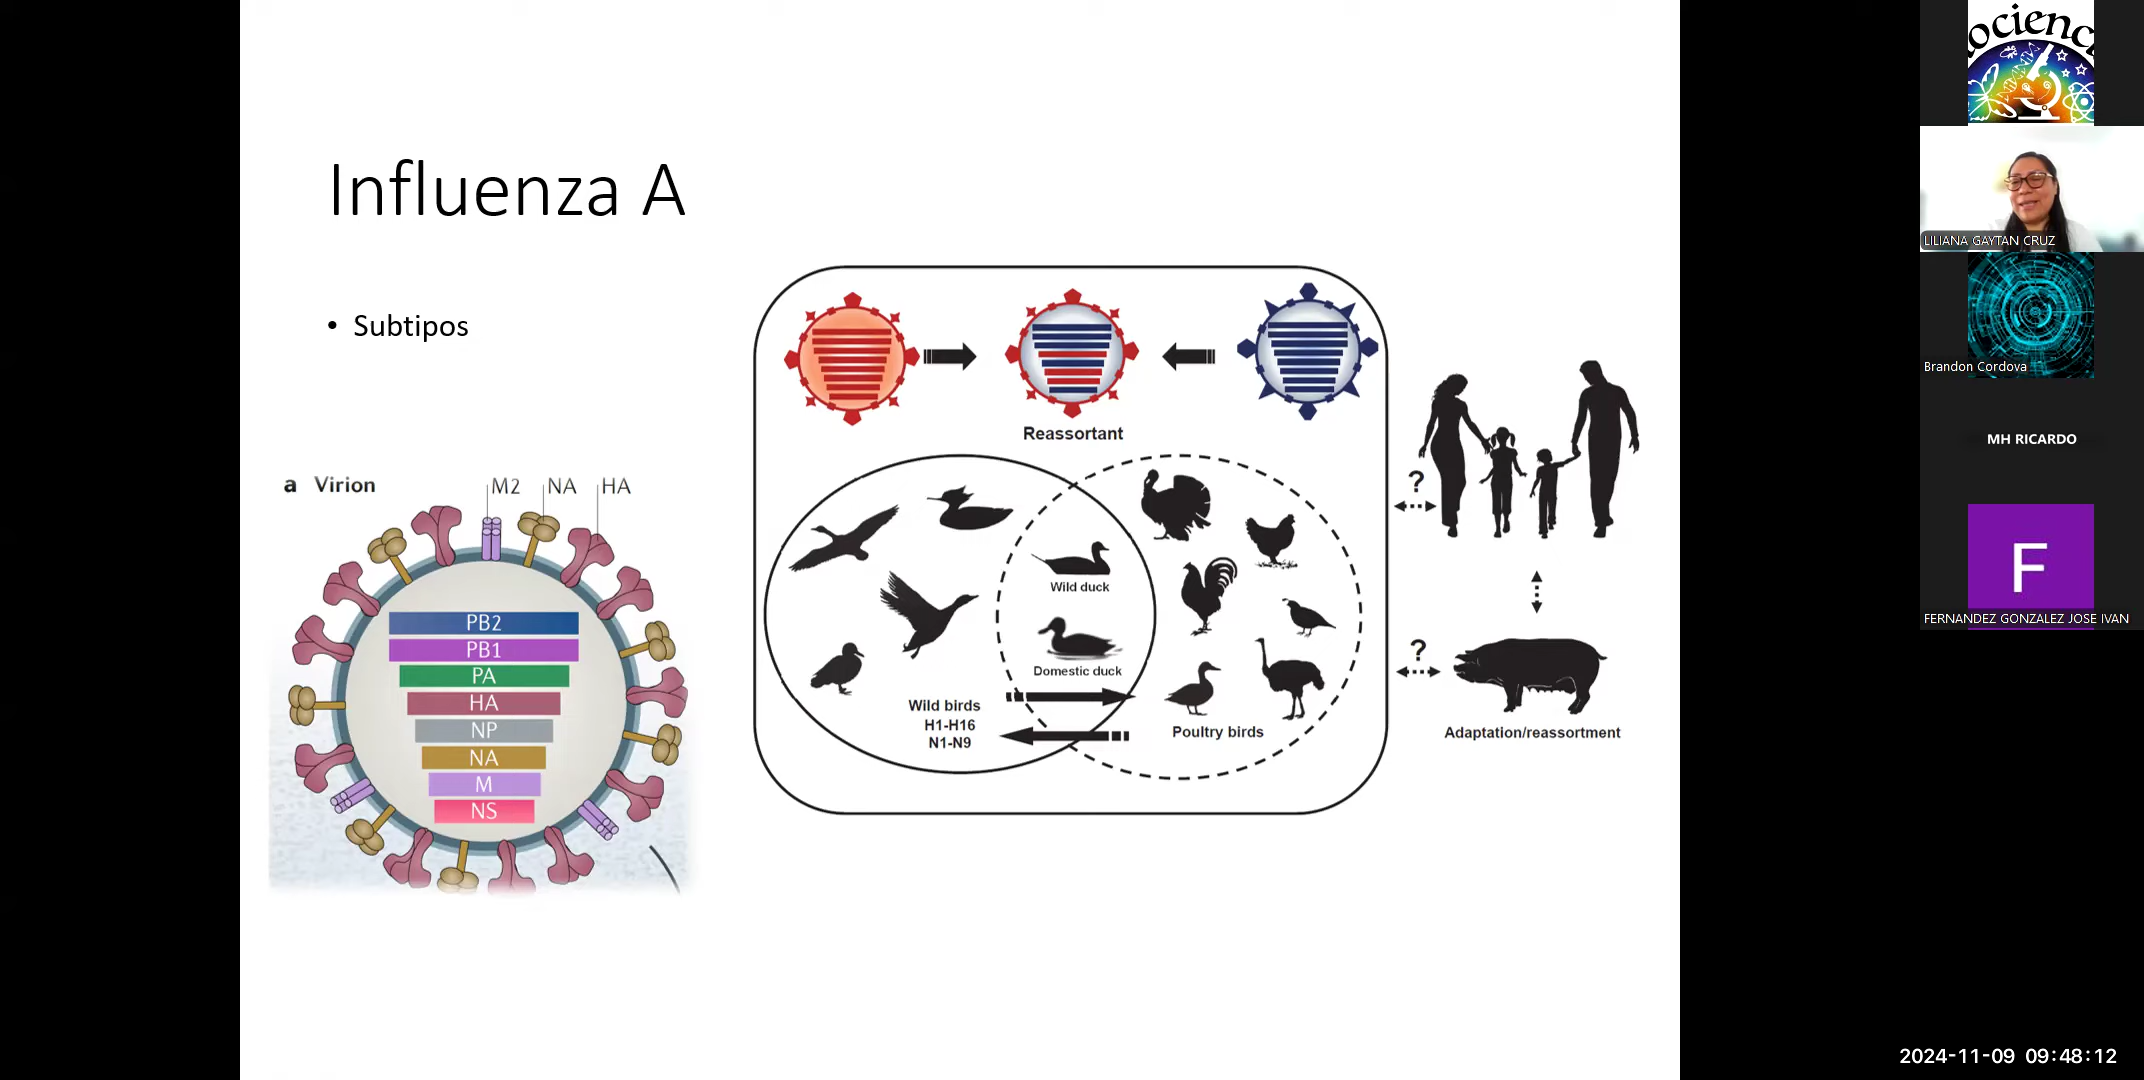 Influenza A
• Subtipos
a Virion
M2 NA HA
PB2
PB1
PA
HA
NP
NA
M
NS
Reassortant
Wild duck
Domestic duck
Wild birds
H1-H16
N1-N9
Poultry birds
?
?
Adaptation/reassortment
LILIANA GAYTAN CRUZ
Brandon Cordova
MH RICARDO
F
FERNANDEZ GONZALEZ JOSE IVAN
2024-11-09 09:48:12